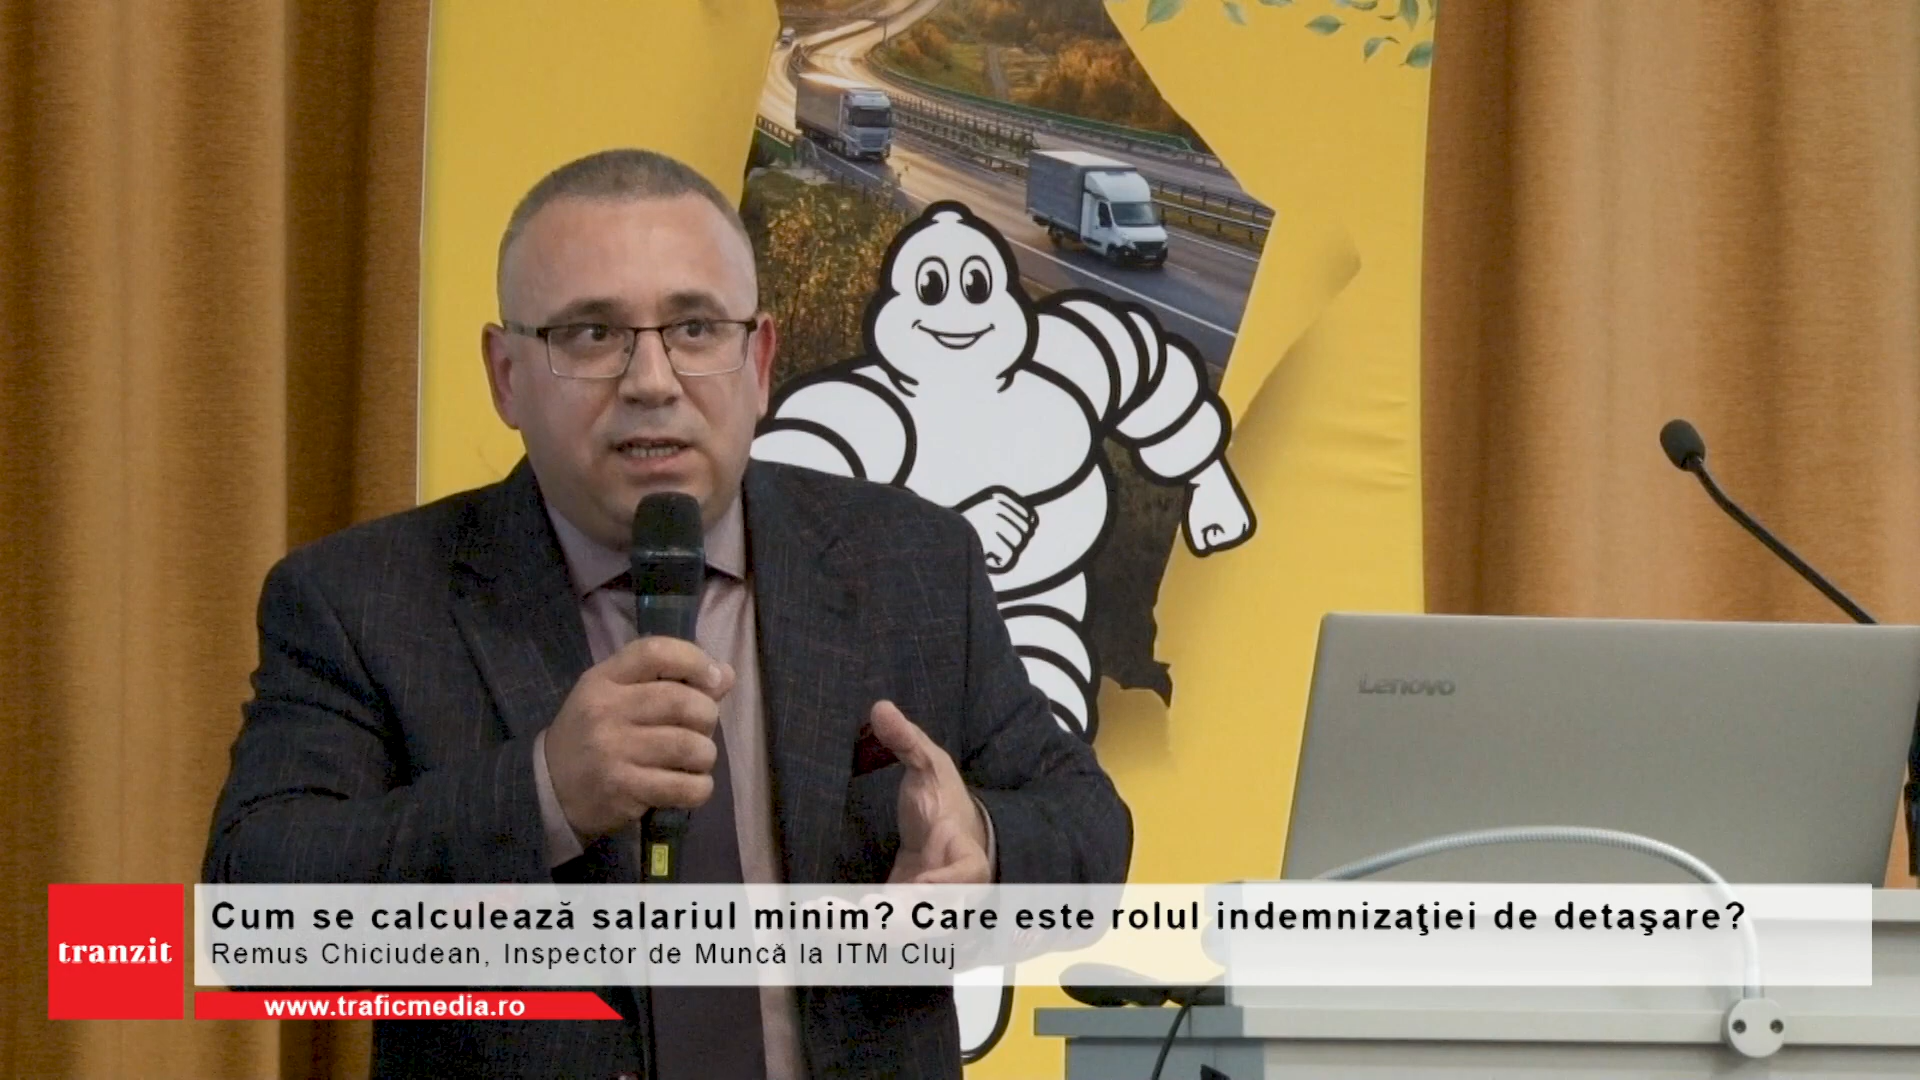 Lenovo
Cum se calculează salariul minim? Care este rolul indemnizaţiei de detaşare?
tranzit
Remus Chiciudean, Inspector de Muncă la ITM Cluj
www.traficmedia.ro